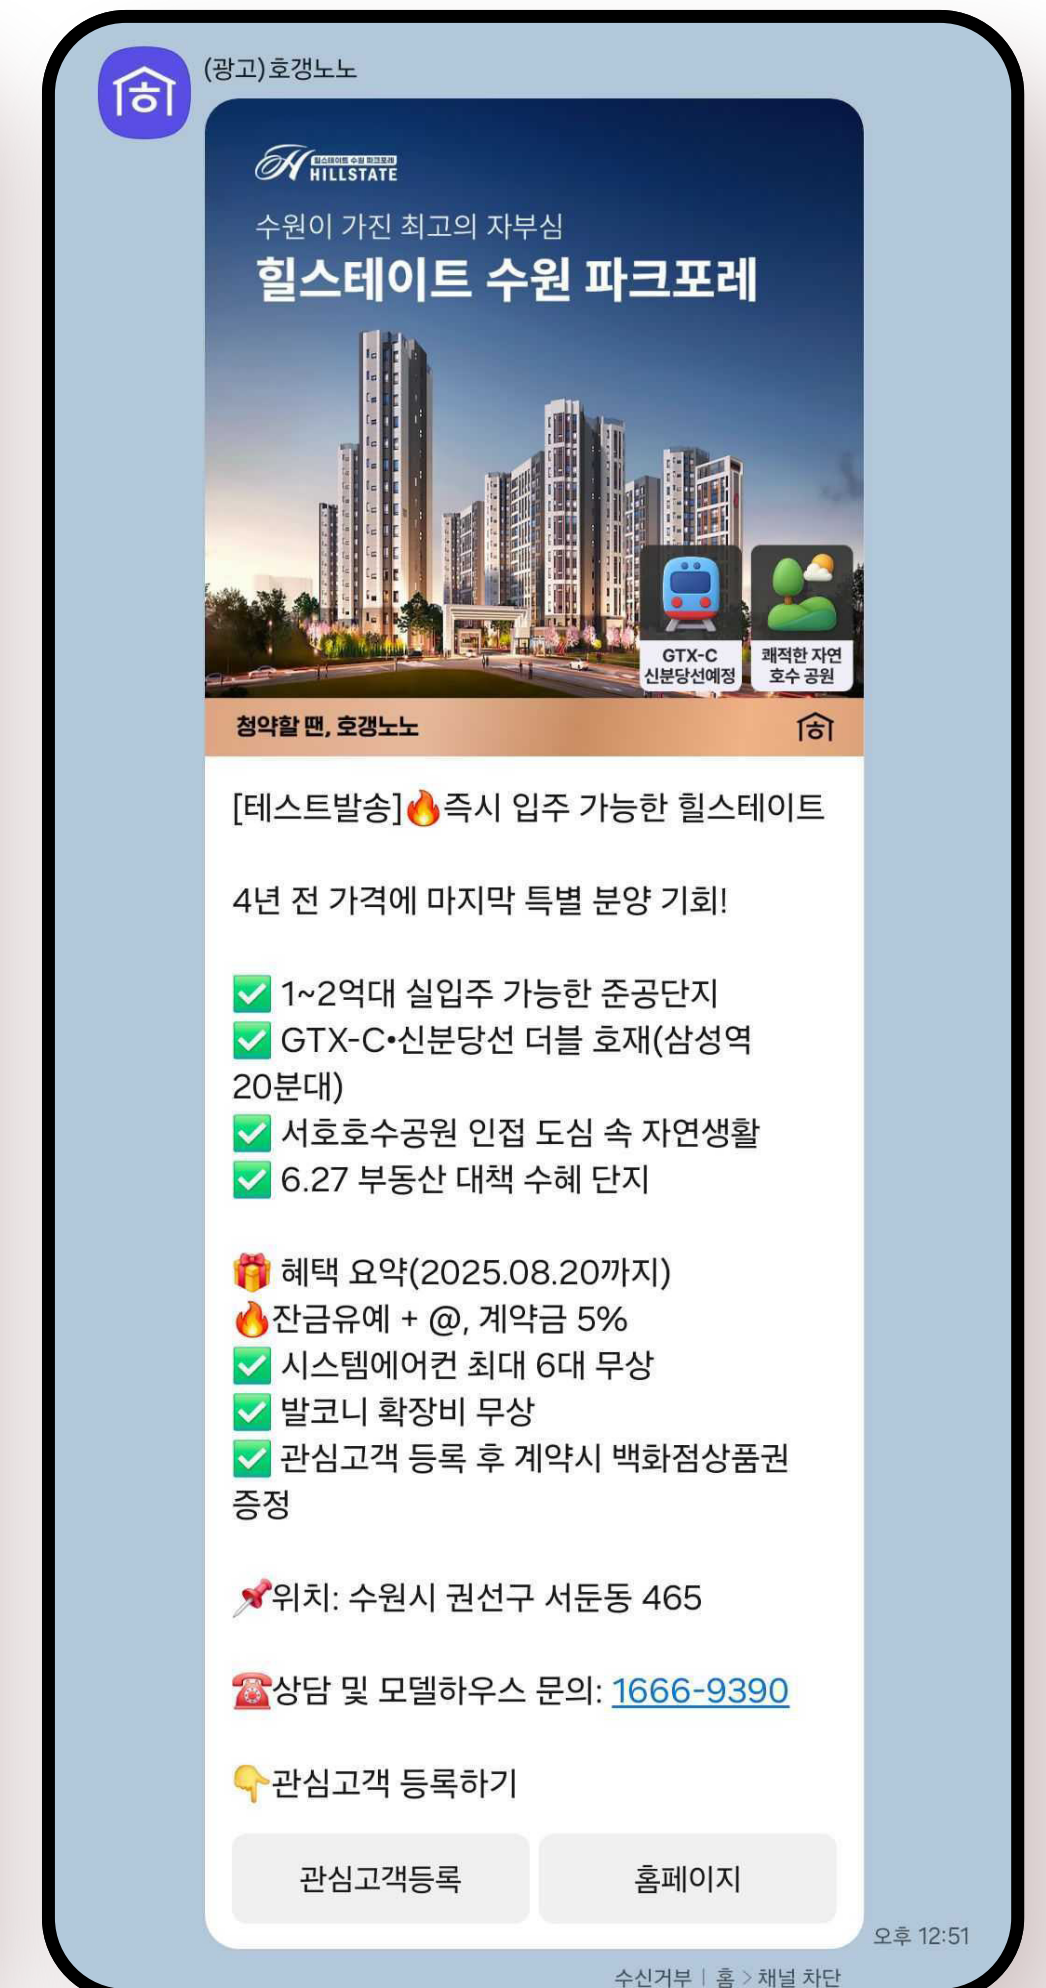 (광고)호갱노노
힐스테이트 수원 파크포레
HILLSTATE
수원이 가진 최고의 자부심
힐스테이트 수원 파크포레
GTX-C
신분당선예정
쾌적한 자연
호수 공원
청약할 땐, 호갱노노
[테스트발송]🔥즉시 입주 가능한 힐스테이트
4년 전 가격에 마지막 특별 분양 기회!
✅ 1~2억대 실입주 가능한 준공단지
✅ GTX-C•신분당선 더블 호재(삼성역
20분대)
✅ 서호호수공원 인접 도심 속 자연생활
✅ 6.27 부동산 대책 수혜 단지
🎁 혜택 요약(2025.08.20까지)
🔥잔금유예 + @, 계약금 5%
✅ 시스템에어컨 최대 6대 무상
✅ 발코니 확장비 무상
✅ 관심고객 등록 후 계약시 백화점상품권
증정
📌위치: 수원시 권선구 서둔동 465
☎️상담 및 모델하우스 문의: 1666-9390
👇관심고객 등록하기
관심고객등록
홈페이지
오후 12:51
수신거부 | 홈 > 채널 차단